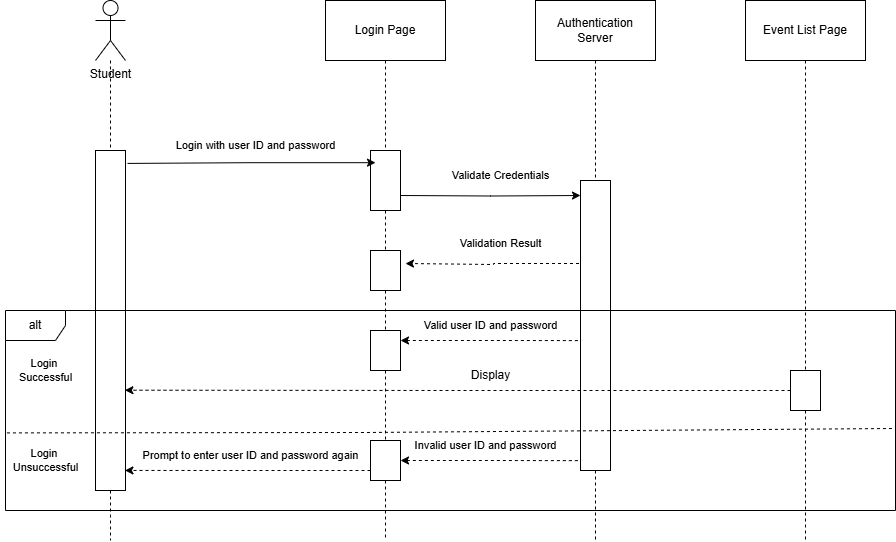 Student
Login Page
Authentication
Server
Event List Page
Login with user ID and password
Validate Credentials
Validation Result
alt
Valid user ID and password
Login
Successful
Display
Invalid user ID and password
Login
Unsuccessful
Prompt to enter user ID and password again